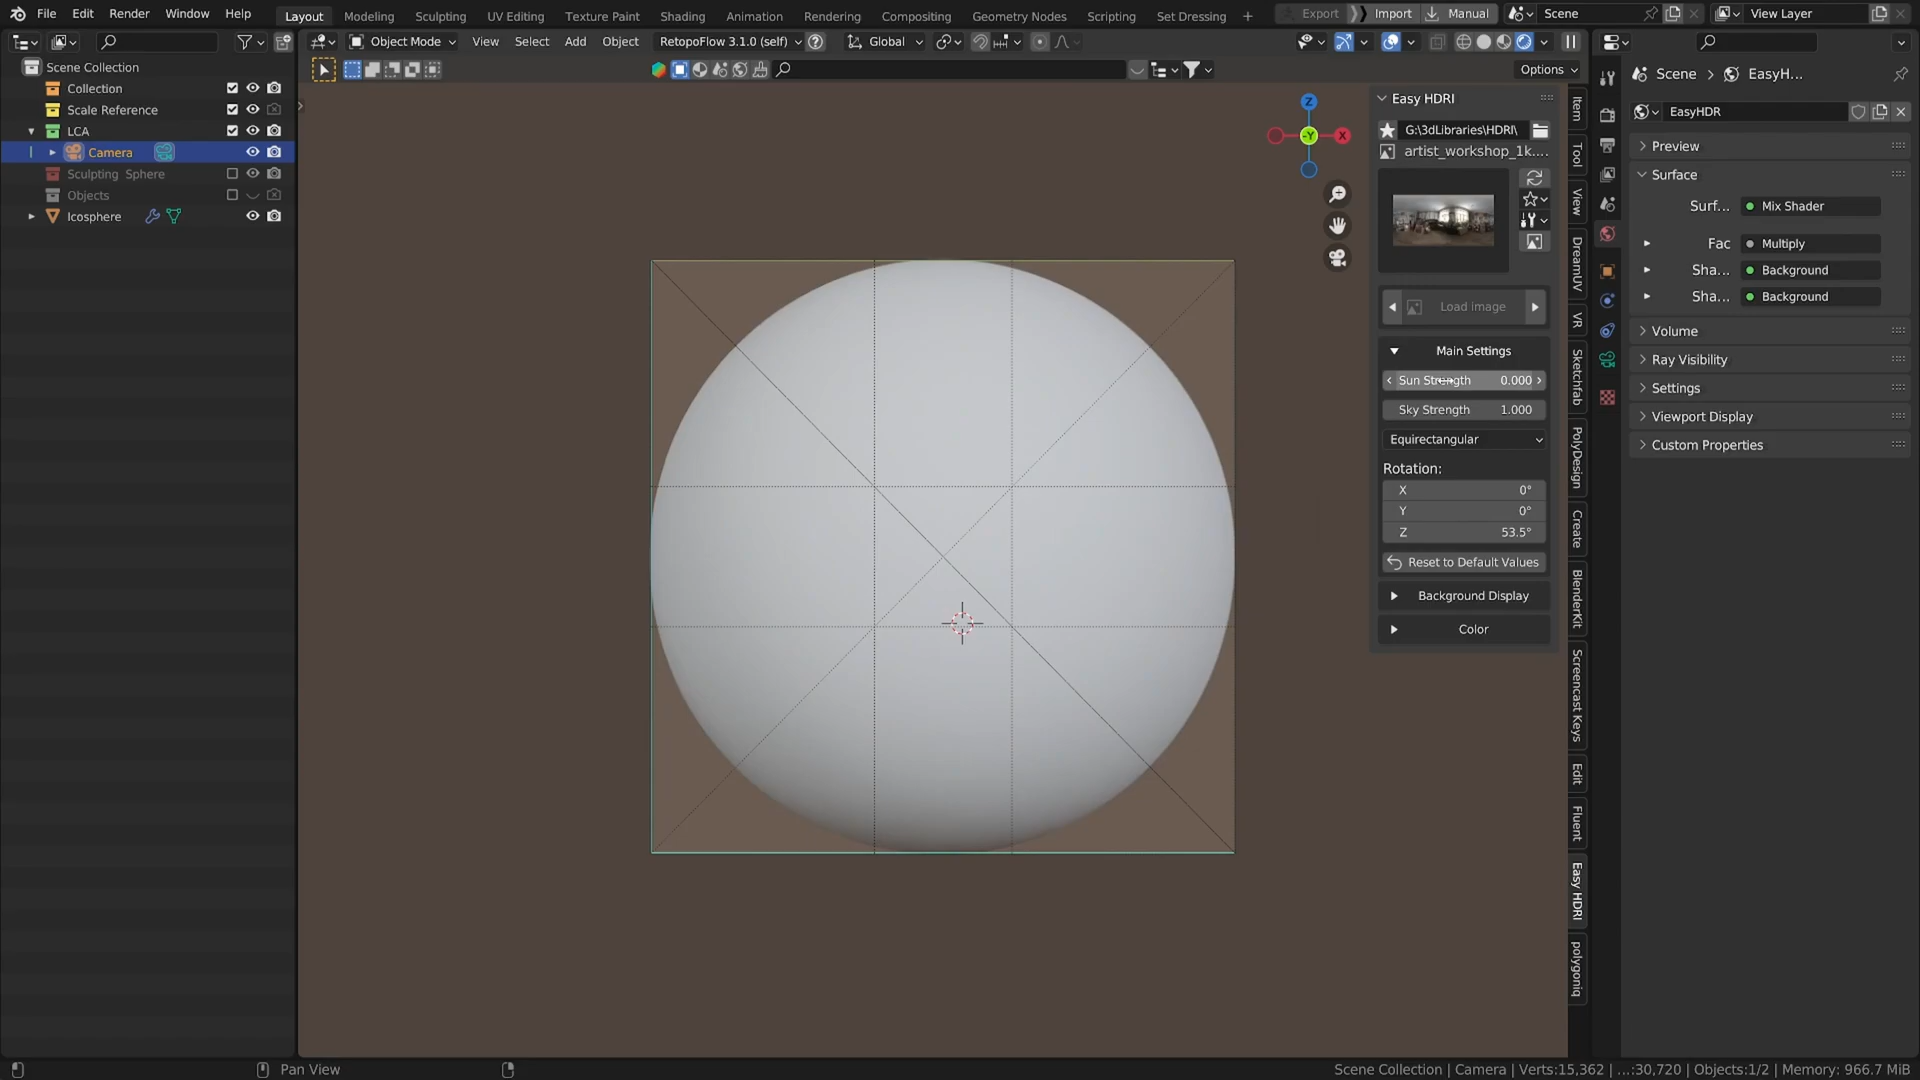 File Edit Render Window Help Layout Modeling Sculpting UV Editing Texture Paint Shading Animation Rendering Compositing Geometry Nodes Scripting Set Dressing + Export Import Manual Scene View Layer
Object Mode View Select Add Object RetopoFlow 3.1.0 (self) Global
Options
Scene Collection
Collection
Scale Reference
LCA
Camera
Sculpting Sphere
Objects
Icosphere
Z
-Y
X
Easy HDRI
G:\3dLibraries\HDRI\
artist_workshop_1k....
Load image
Main Settings
Sun Strength 0.000
Sky Strength 1.000
Equirectangular
Rotation:
X 0°
Y 0°
Z 53.5°
Reset to Default Values
Background Display
Color
Item
Tool
View
DreamUV
VR
Sketchfab
PolyDesign
Create
BlenderKit
Screencast Keys
Edit
Fluent
Easy HDRI
polygoniq
Scene > EasyH...
EasyHDR
Preview
Surface
Surf... Mix Shader
Fac Multiply
Sha... Background
Sha... Background
Volume
Ray Visibility
Settings
Viewport Display
Custom Properties
Pan View
Scene Collection | Camera | Verts:15,362 | ...:30,720 | Objects:1/2 | Memory: 966.7 MiB